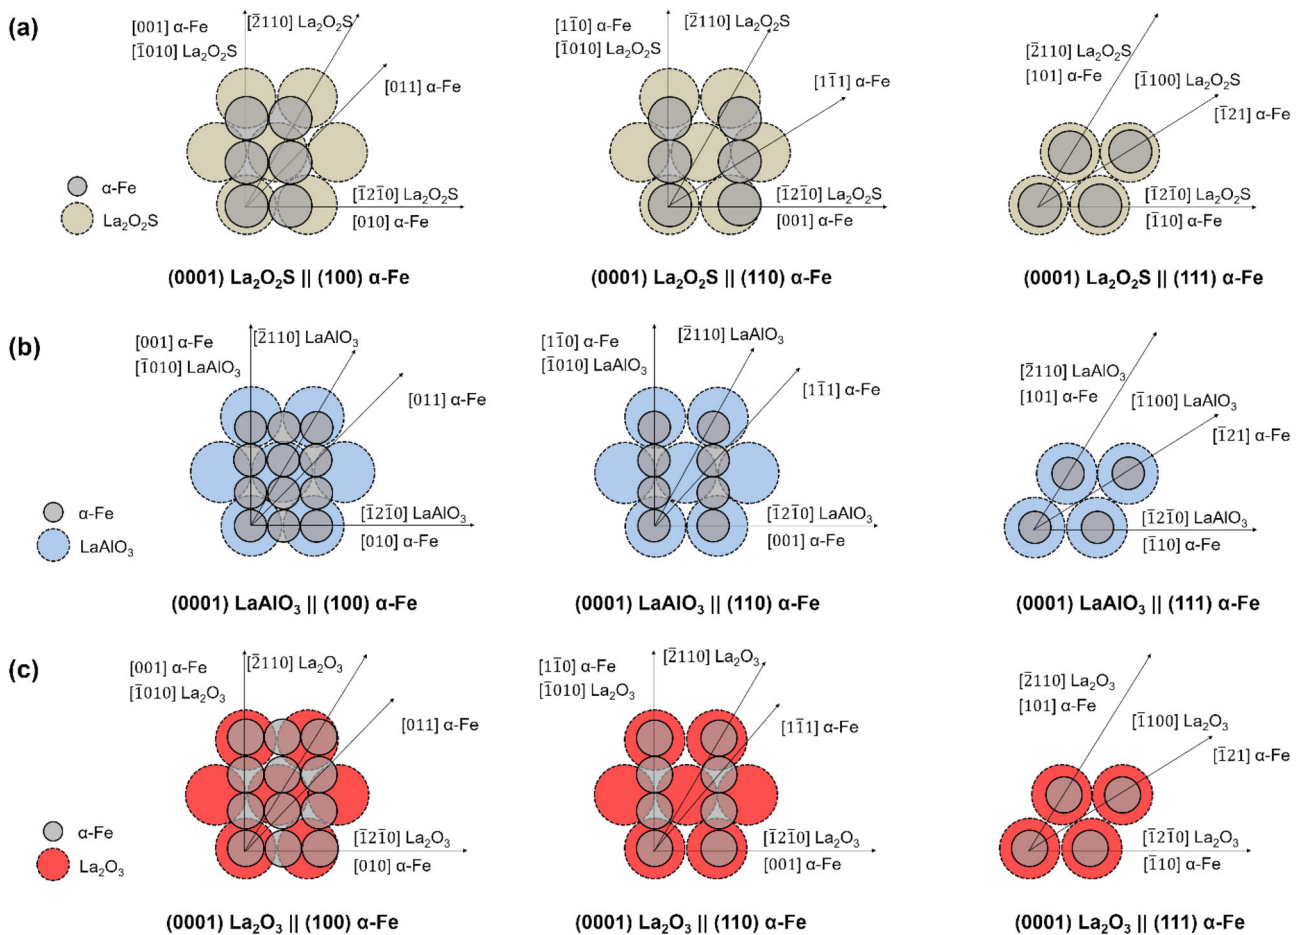 (a)
[001] α-Fe
[1̅010] La₂O₂S
[2̅110] La₂O₂S
[011] α-Fe
[1̅21̅0] La₂O₂S
[010] α-Fe
α-Fe
La₂O₂S
(0001) La₂O₂S || (100) α-Fe
[11̅0] α-Fe
[1̅010] La₂O₂S
[2̅110] La₂O₂S
[11̅1] α-Fe
[1̅21̅0] La₂O₂S
[001] α-Fe
(0001) La₂O₂S || (110) α-Fe
[2̅110] La₂O₂S
[101] α-Fe
[1̅100] La₂O₂S
[1̅21] α-Fe
[1̅21̅0] La₂O₂S
[1̅10] α-Fe
(0001) La₂O₂S || (111) α-Fe
(b)
[001] α-Fe
[1̅010] LaAlO₃
[2̅110] LaAlO₃
[011] α-Fe
[1̅21̅0] LaAlO₃
[010] α-Fe
α-Fe
LaAlO₃
(0001) LaAlO₃ || (100) α-Fe
[11̅0] α-Fe
[1̅010] LaAlO₃
[2̅110] LaAlO₃
[11̅1] α-Fe
[1̅21̅0] LaAlO₃
[001] α-Fe
(0001) LaAlO₃ || (110) α-Fe
[2̅110] LaAlO₃
[101] α-Fe
[1̅100] LaAlO₃
[1̅21] α-Fe
[1̅21̅0] LaAlO₃
[1̅10] α-Fe
(0001) LaAlO₃ || (111) α-Fe
(c)
[001] α-Fe
[1̅010] La₂O₃
[2̅110] La₂O₃
[011] α-Fe
[1̅21̅0] La₂O₃
[010] α-Fe
α-Fe
La₂O₃
(0001) La₂O₃ || (100) α-Fe
[11̅0] α-Fe
[1̅010] La₂O₃
[2̅110] La₂O₃
[11̅1] α-Fe
[1̅21̅0] La₂O₃
[001] α-Fe
(0001) La₂O₃ || (110) α-Fe
[2̅110] La₂O₃
[101] α-Fe
[1̅100] La₂O₃
[1̅21] α-Fe
[1̅21̅0] La₂O₃
[1̅10] α-Fe
(0001) La₂O₃ || (111) α-Fe